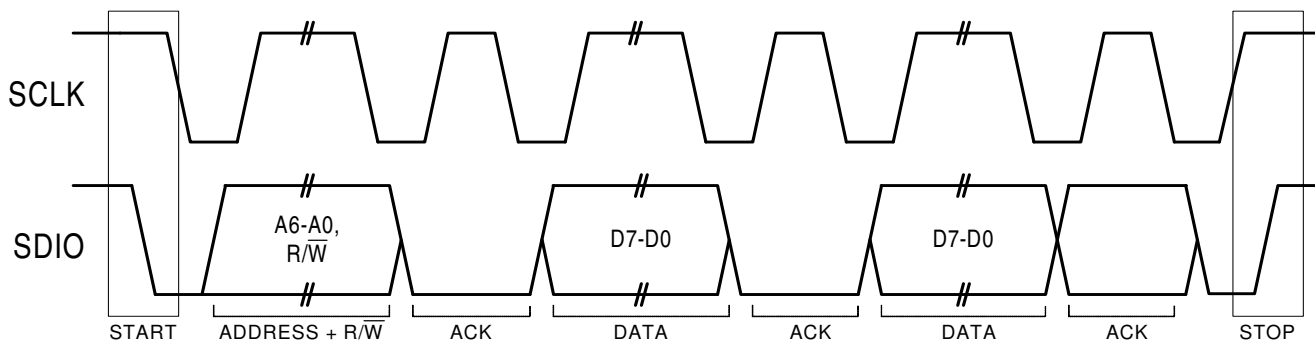 SCLK
SDIO
A6-A0,
R/W̅
D7-D0
D7-D0
START
ADDRESS + R/W̅
ACK
DATA
ACK
DATA
ACK
STOP